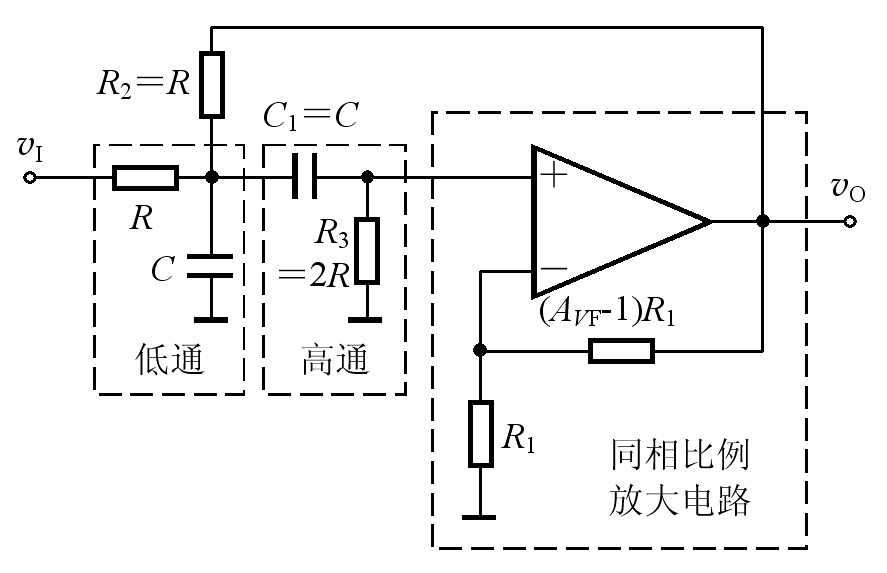 R₂=R
C₁=C
v_I
R
C
R₃
=2R
低通
高通
+
−
v_O
(A_VF-1)R₁
R₁
同相比例
放大电路